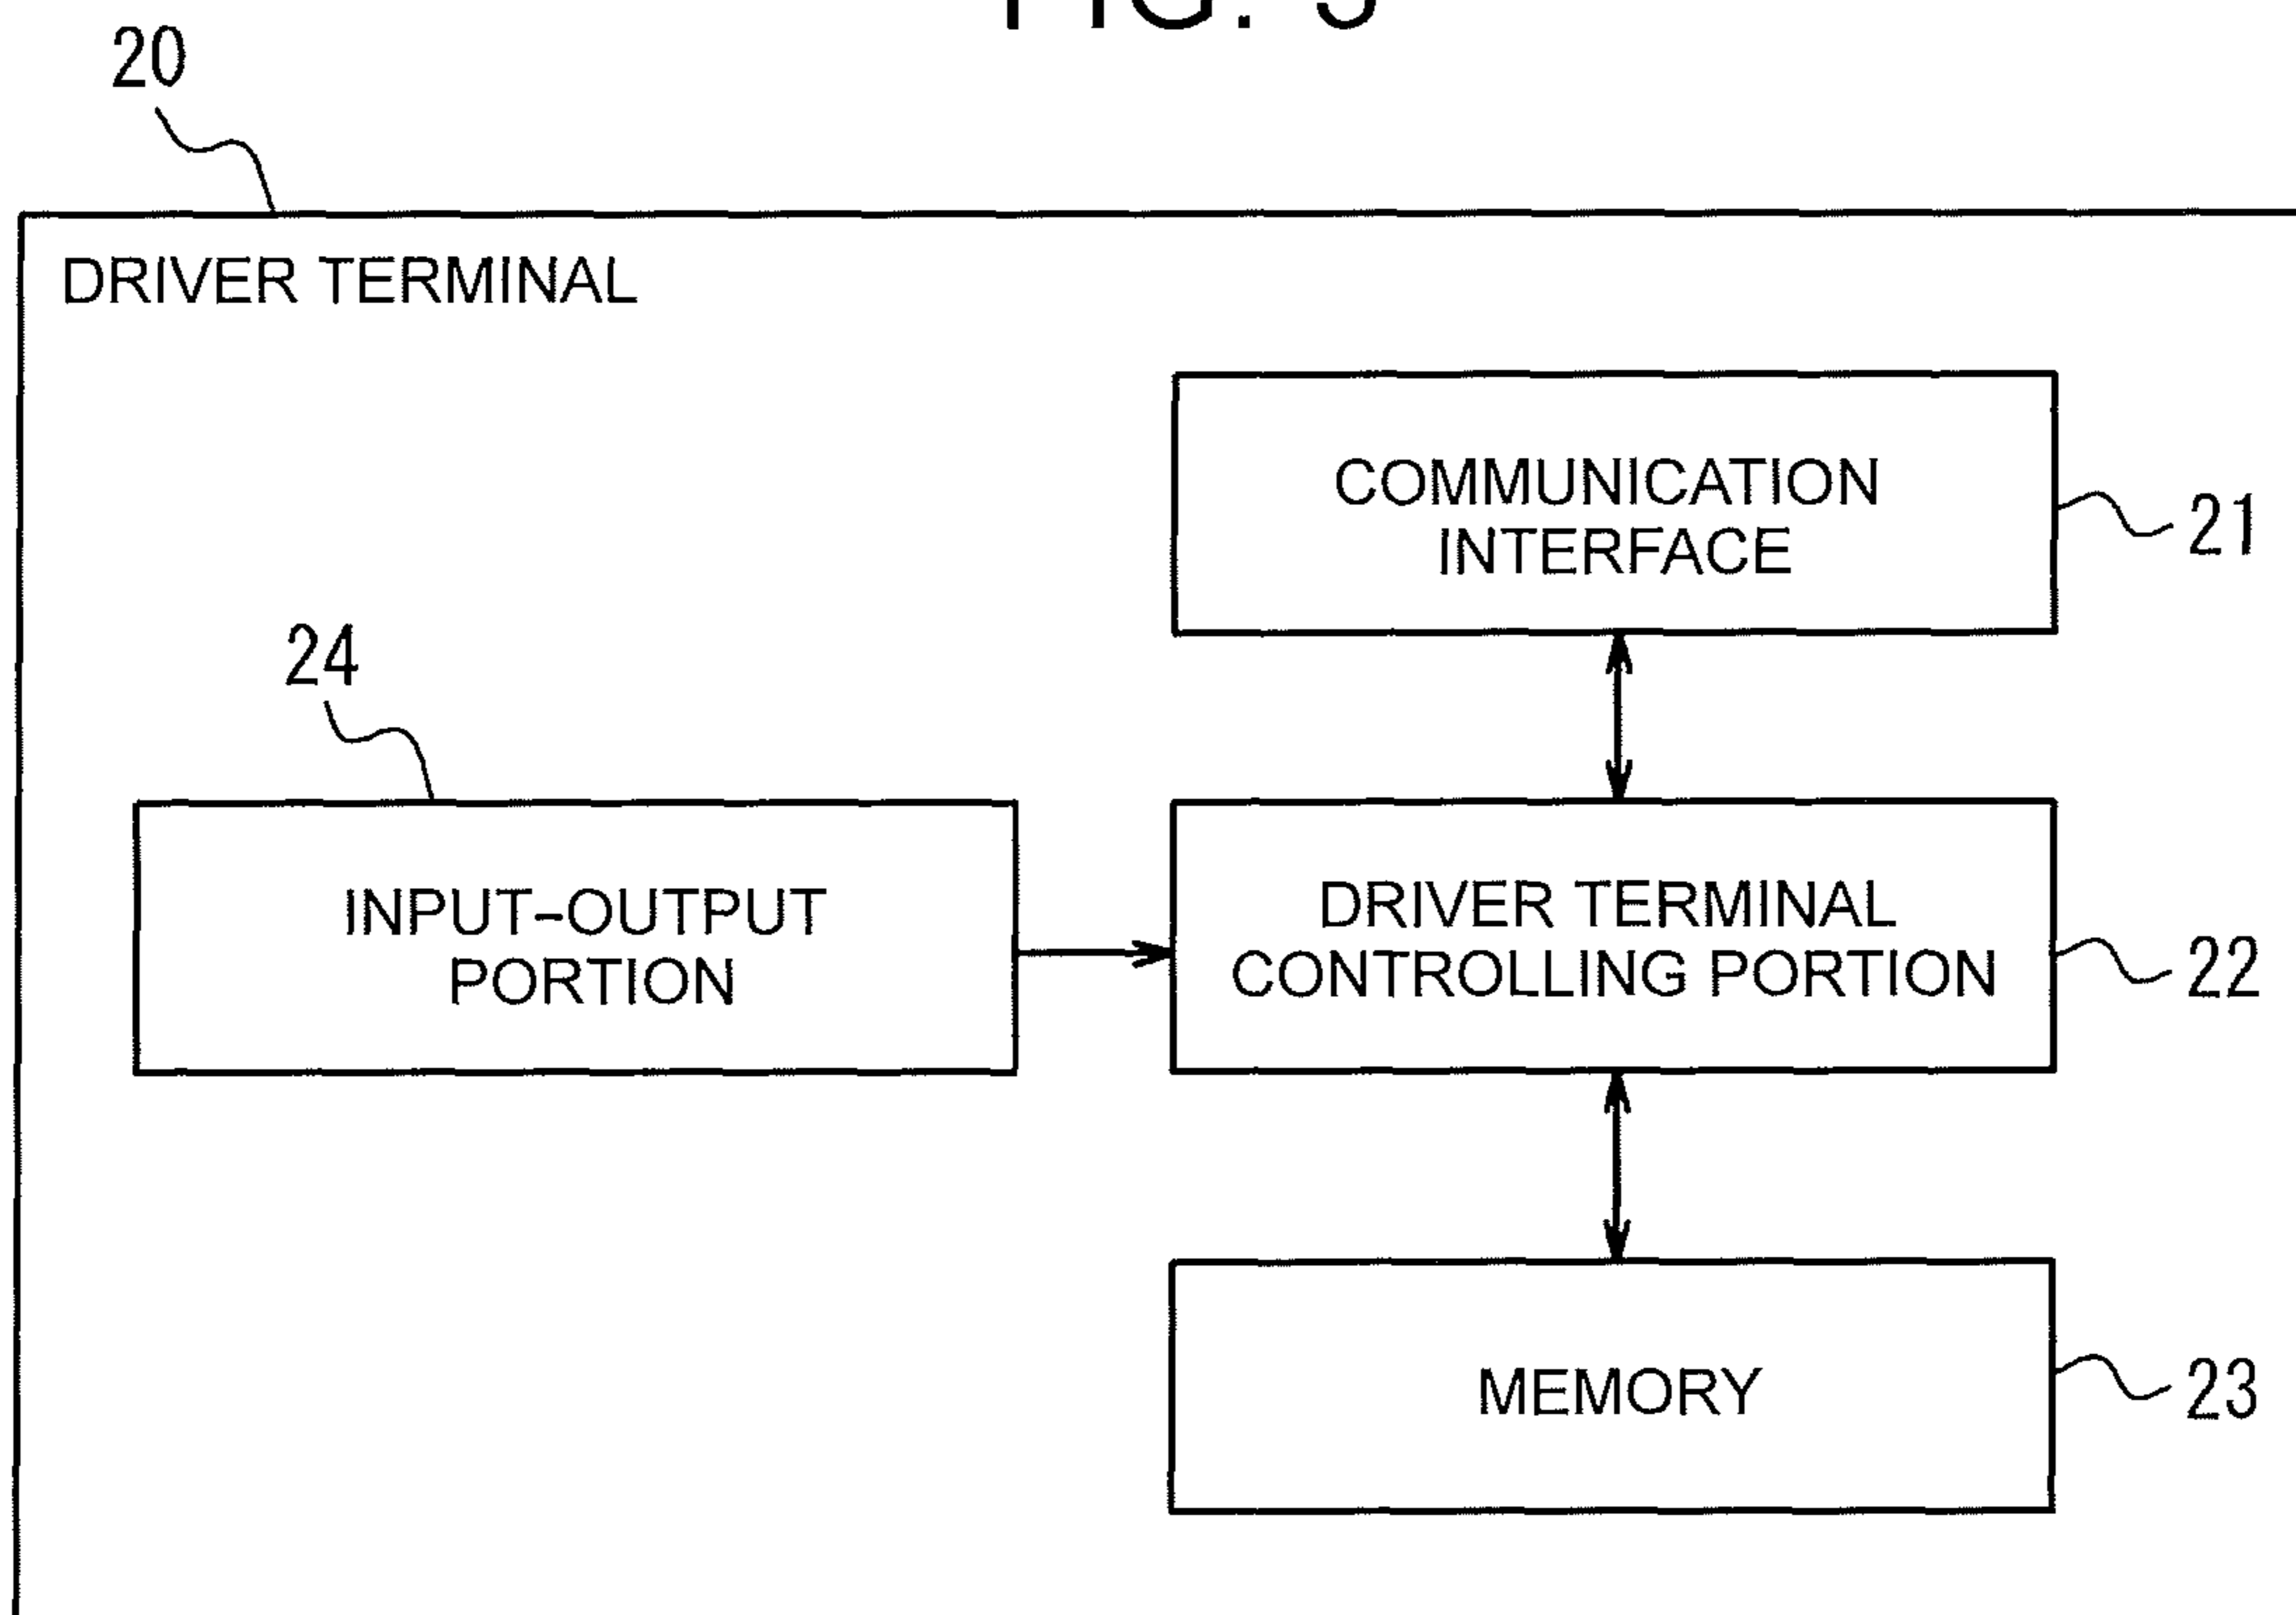 20
DRIVER TERMINAL
COMMUNICATION
INTERFACE
21
24
INPUT-OUTPUT
PORTION
DRIVER TERMINAL
CONTROLLING PORTION
22
MEMORY
23